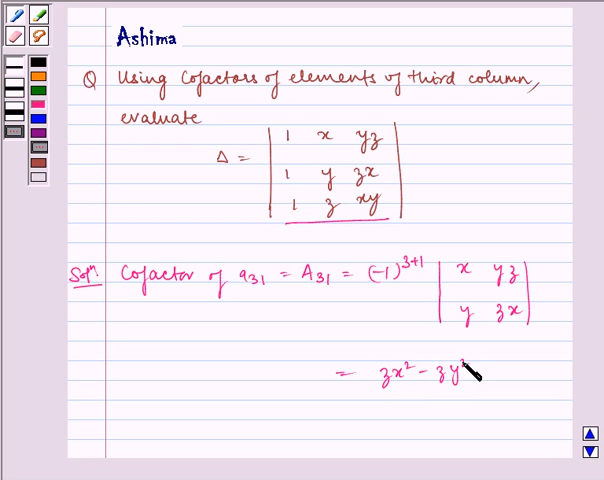 Ashima
Q Using Cofactors of elements of third column,
evaluate
Δ = | 1 x yz |
| 1 y zx |
| 1 z xy |
Solⁿ: Cofactor of a₃₁ = A₃₁ = (-1)³⁺¹ | x yz |
| y zx |
= zx² - zy²